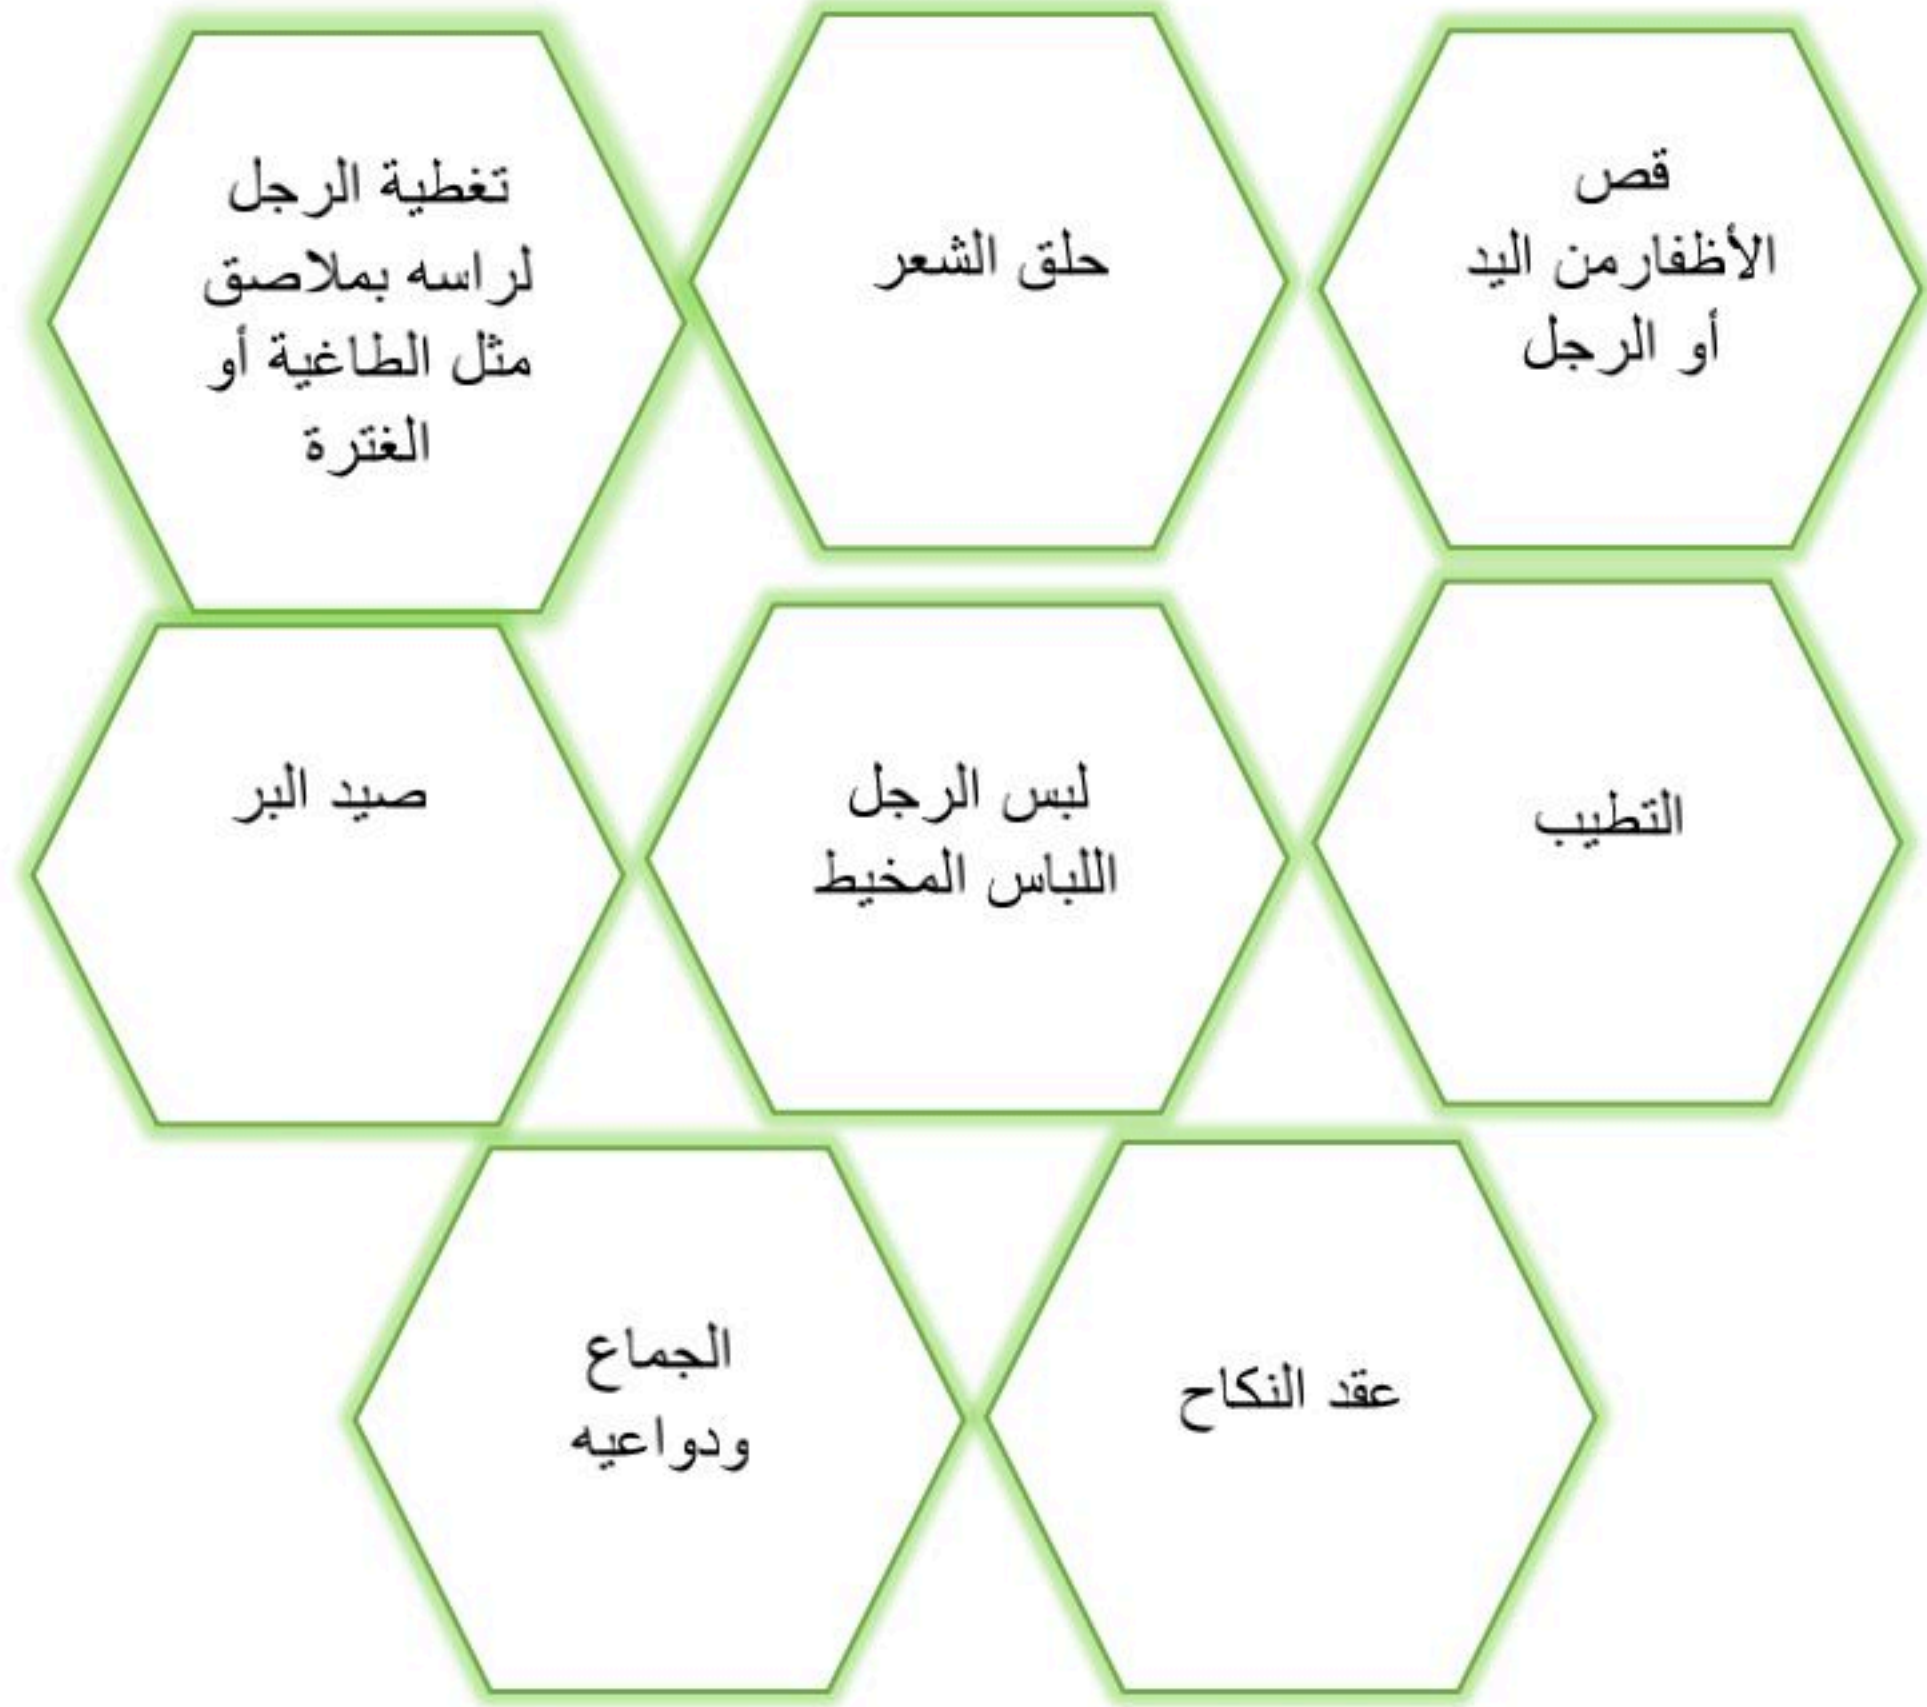 قص
الأظفارمن اليد
أو الرجل
حلق الشعر
تغطية الرجل
لراسه بملاصق
مثل الطاغية أو
الغترة
التطيب
لبس الرجل
اللباس المخيط
صيد البر
عقد النكاح
الجماع
ودواعيه